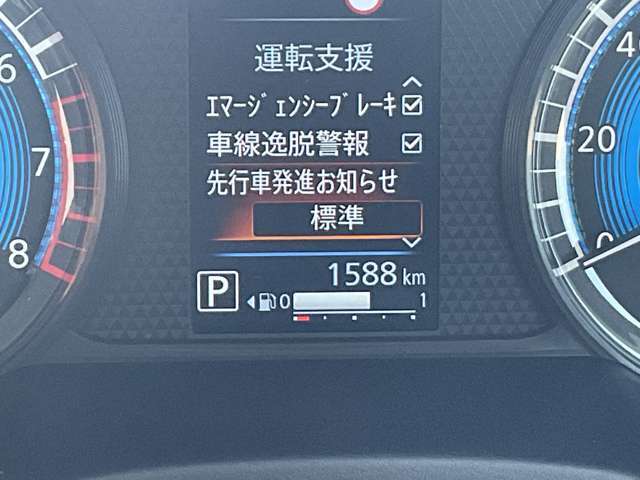 運転支援
エマージェンシーブレーキ
車線逸脱警報
先行車発進お知らせ
標準
1588 km
P
0 1
6
7
8
40
20
0